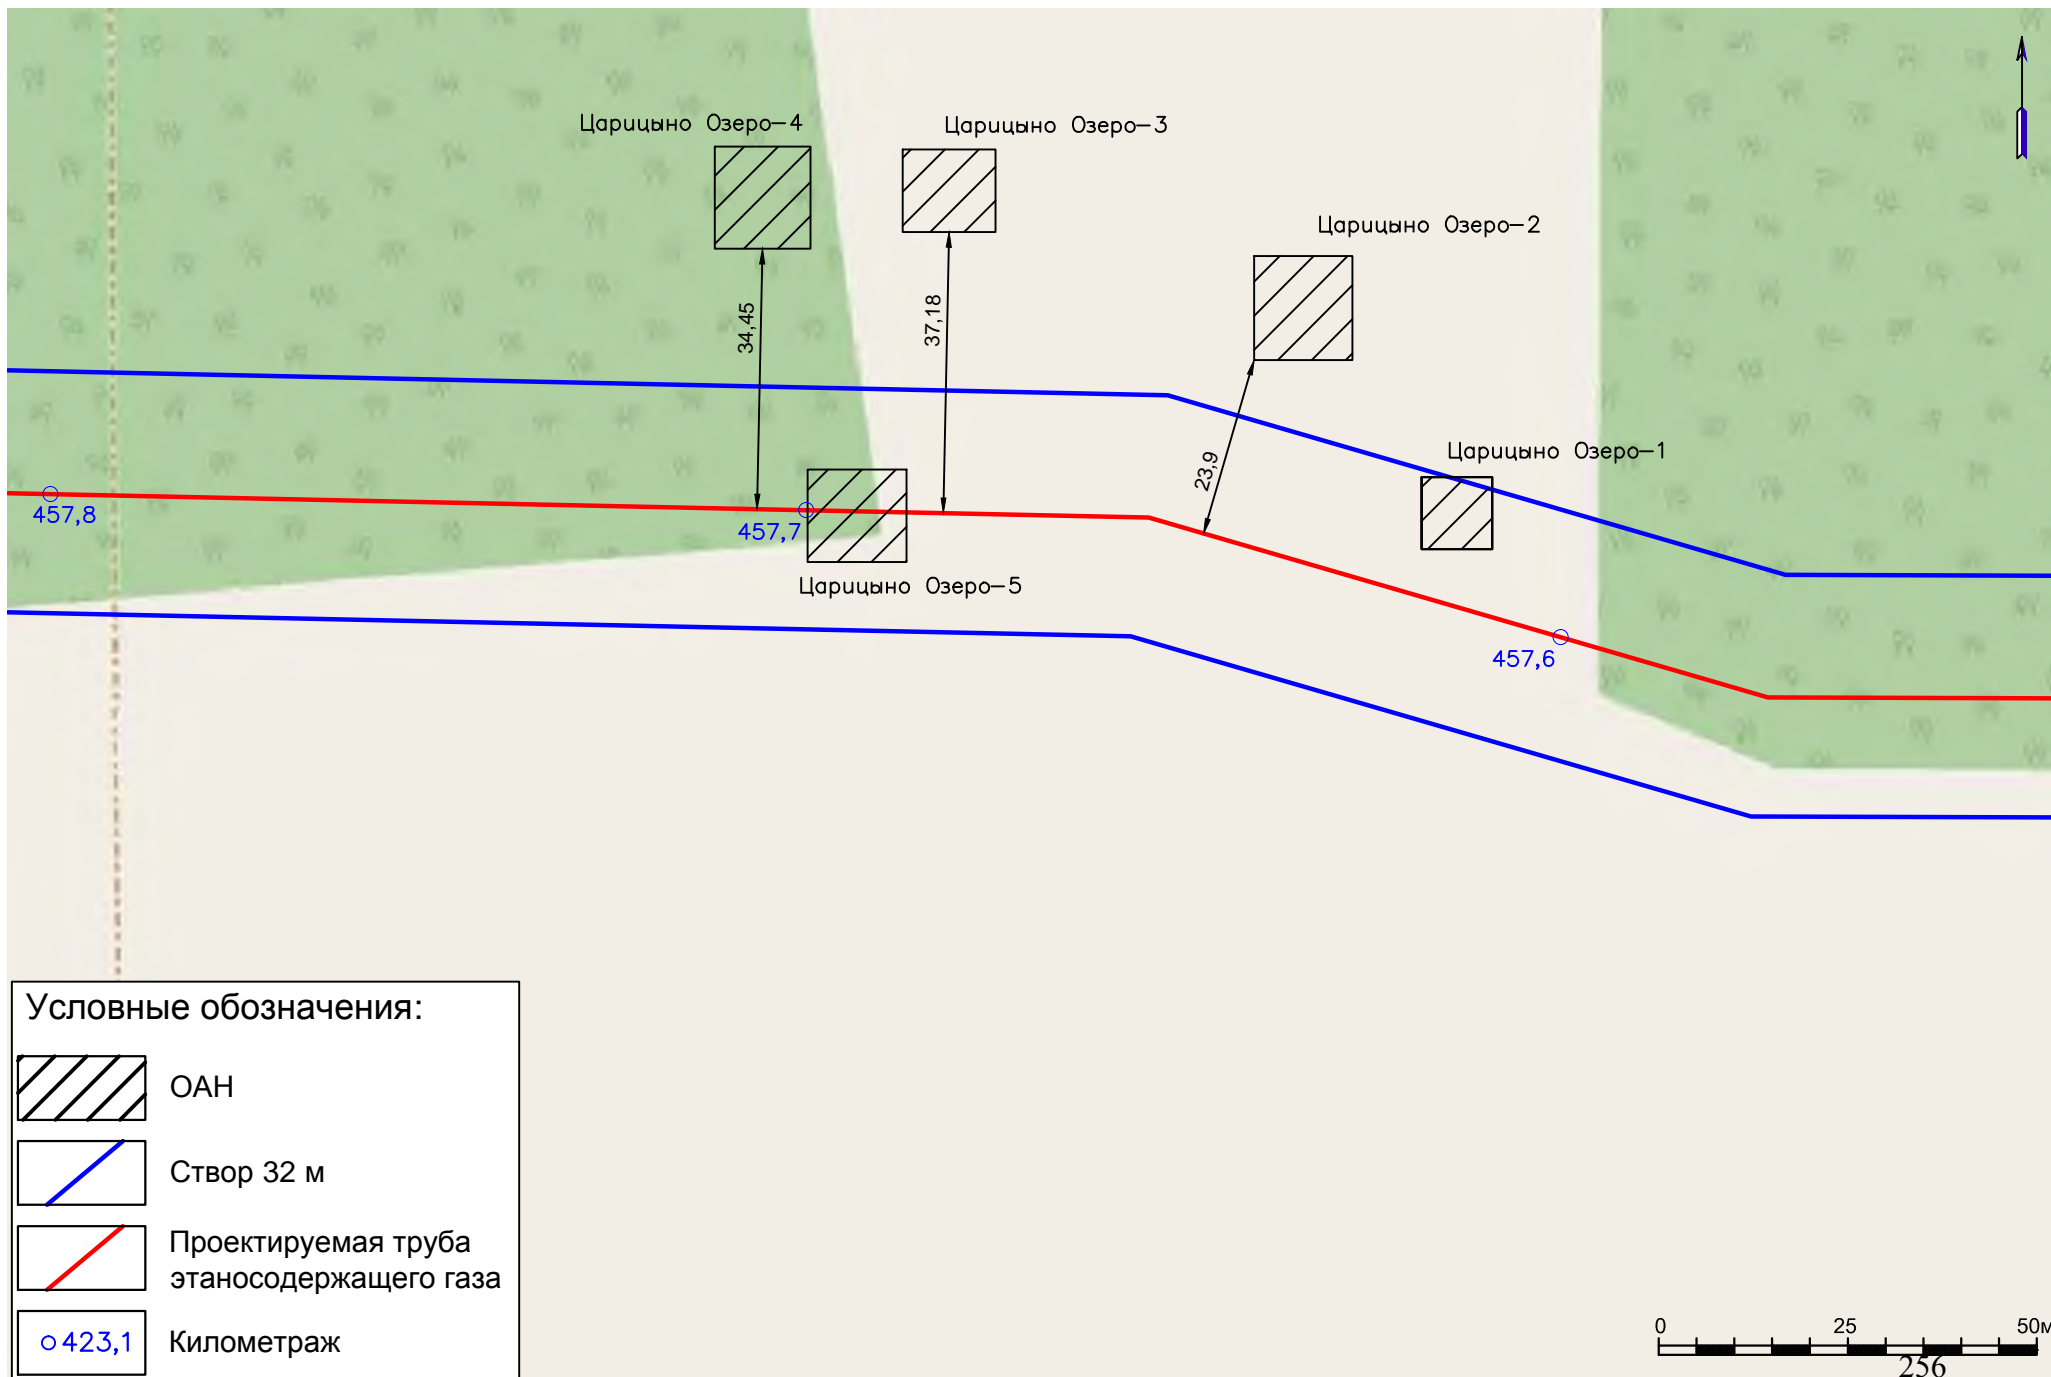 Царицыно Озеро-4
Царицыно Озеро-3
Царицыно Озеро-2
34,45
37,18
23,9
Царицыно Озеро-1
457,8
457,7
Царицыно Озеро-5
457,6
Условные обозначения:
ОАН
Створ 32 м
Проектируемая труба
этаносодержащего газа
423,1 Километраж
0 25 50м
256